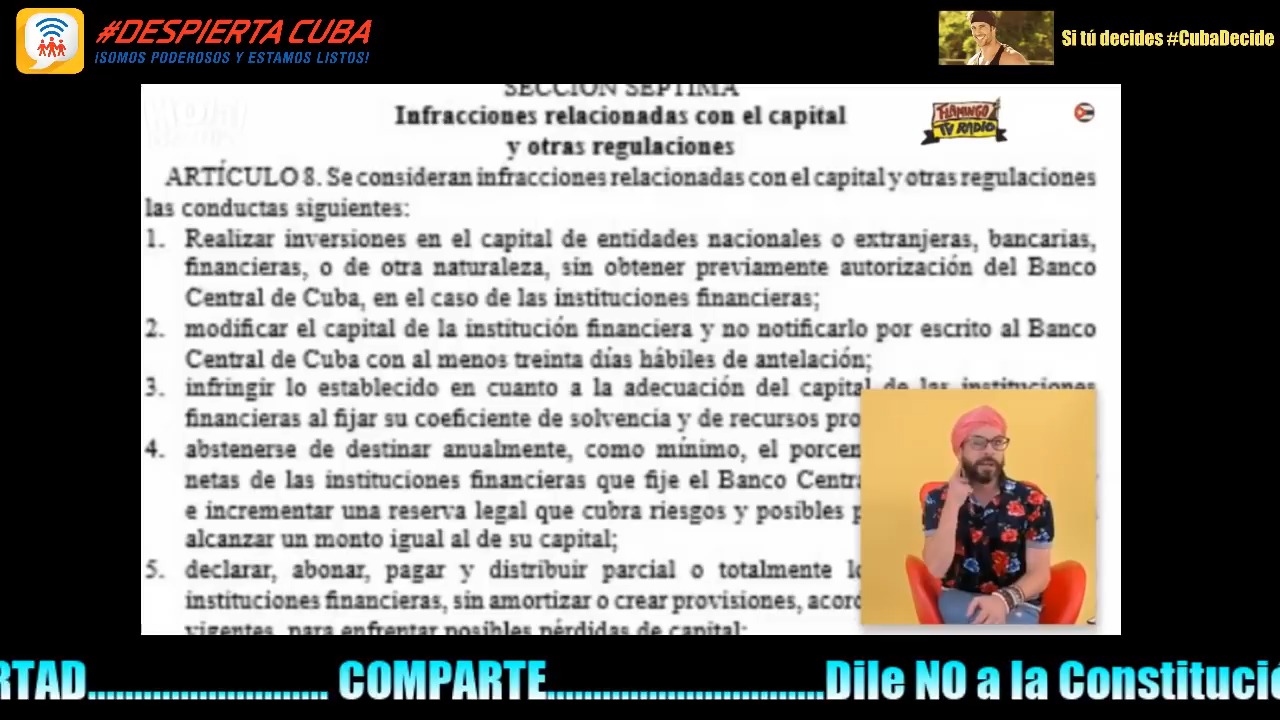 #DESPIERTA CUBA
¡SOMOS PODEROSOS Y ESTAMOS LISTOS!
Si tú decides #CubaDecide
SECCIÓN SÉPTIMA
Infracciones relacionadas con el capital
y otras regulaciones
FLAMINGO
TV RADIO
ARTÍCULO 8. Se consideran infracciones relacionadas con el capital y otras regulaciones
las conductas siguientes:
1. Realizar inversiones en el capital de entidades nacionales o extranjeras, bancarias,
financieras, o de otra naturaleza, sin obtener previamente autorización del Banco
Central de Cuba, en el caso de las instituciones financieras;
2. modificar el capital de la institución financiera y no notificarlo por escrito al Banco
Central de Cuba con al menos treinta días hábiles de antelación;
3. infringir lo establecido en cuanto a la adecuación del capital de las instituciones
financieras al fijar su coeficiente de solvencia y de recursos pro
4. abstenerse de destinar anualmente, como mínimo, el porcen
netas de las instituciones financieras que fije el Banco Centra
e incrementar una reserva legal que cubra riesgos y posibles p
alcanzar un monto igual al de su capital;
5. declarar, abonar, pagar y distribuir parcial o totalmente lo
instituciones financieras, sin amortizar o crear provisiones, acord
vigentes, para enfrentar posibles pérdidas de capital;
RTAD.......................... COMPARTE..............................Dile NO a la Constitució